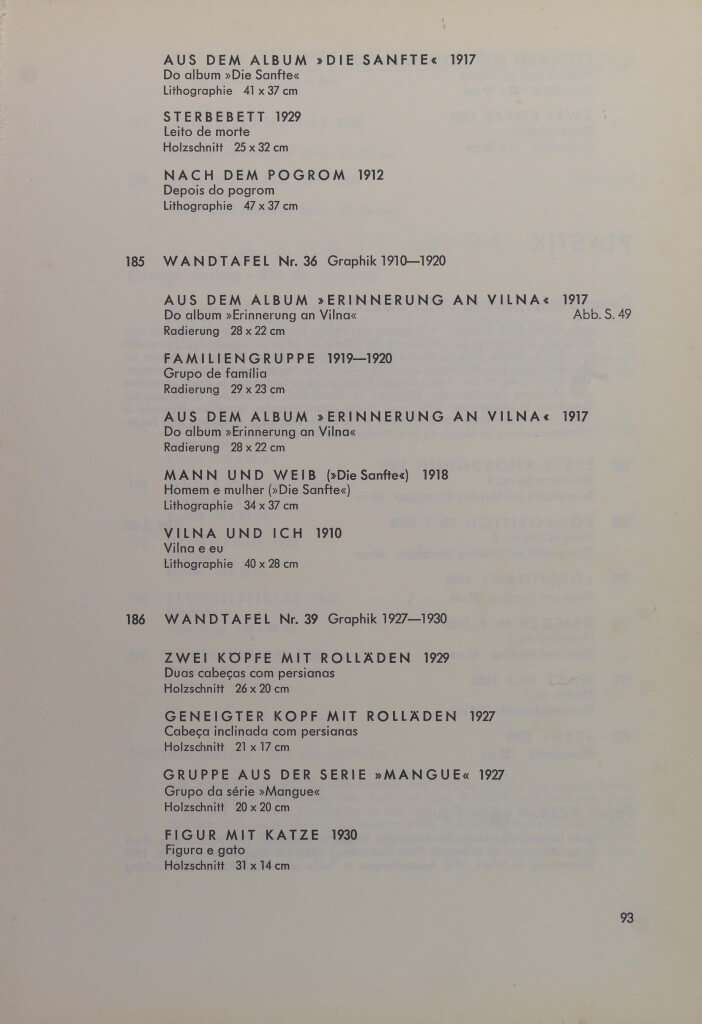 AUS DEM ALBUM »DIE SANFTE« 1917
Do album »Die Sanfte«
Lithographie 41 x 37 cm
STERBEBETT 1929
Leito de morte
Holzschnitt 25 x 32 cm
NACH DEM POGROM 1912
Depois do pogrom
Lithographie 47 x 37 cm
185 WANDTAFEL Nr. 36 Graphik 1910—1920
AUS DEM ALBUM »ERINNERUNG AN VILNA« 1917
Do album »Erinnerung an Vilna« Abb. S. 49
Radierung 28 x 22 cm
FAMILIENGRUPPE 1919—1920
Grupo de família
Radierung 29 x 23 cm
AUS DEM ALBUM »ERINNERUNG AN VILNA« 1917
Do album »Erinnerung an Vilna«
Radierung 28 x 22 cm
MANN UND WEIB (»Die Sanfte«) 1918
Homem e mulher (»Die Sanfte«)
Lithographie 34 x 37 cm
VILNA UND ICH 1910
Vilna e eu
Lithographie 40 x 28 cm
186 WANDTAFEL Nr. 39 Graphik 1927—1930
ZWEI KÖPFE MIT ROLLÄDEN 1929
Duas cabeças com persianas
Holzschnitt 26 x 20 cm
GENEIGTER KOPF MIT ROLLÄDEN 1927
Cabeça inclinada com persianas
Holzschnitt 21 x 17 cm
GRUPPE AUS DER SERIE »MANGUE« 1927
Grupo da série »Mangue«
Holzschnitt 20 x 20 cm
FIGUR MIT KATZE 1930
Figura e gato
Holzschnitt 31 x 14 cm
93